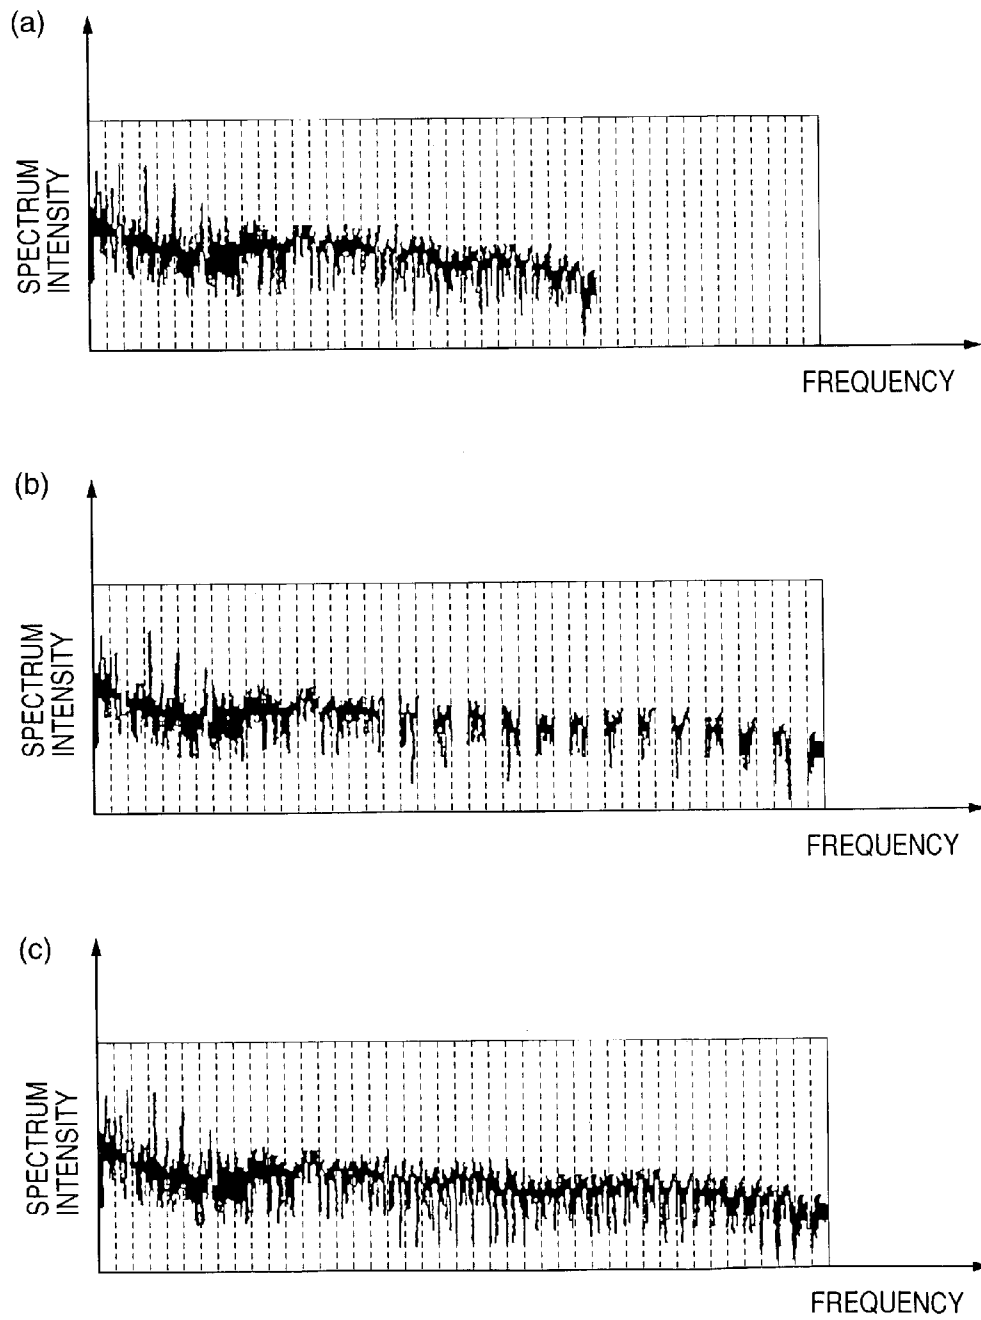 (a)
SPECTRUM
INTENSITY
FREQUENCY
(b)
SPECTRUM
INTENSITY
FREQUENCY
(c)
SPECTRUM
INTENSITY
FREQUENCY